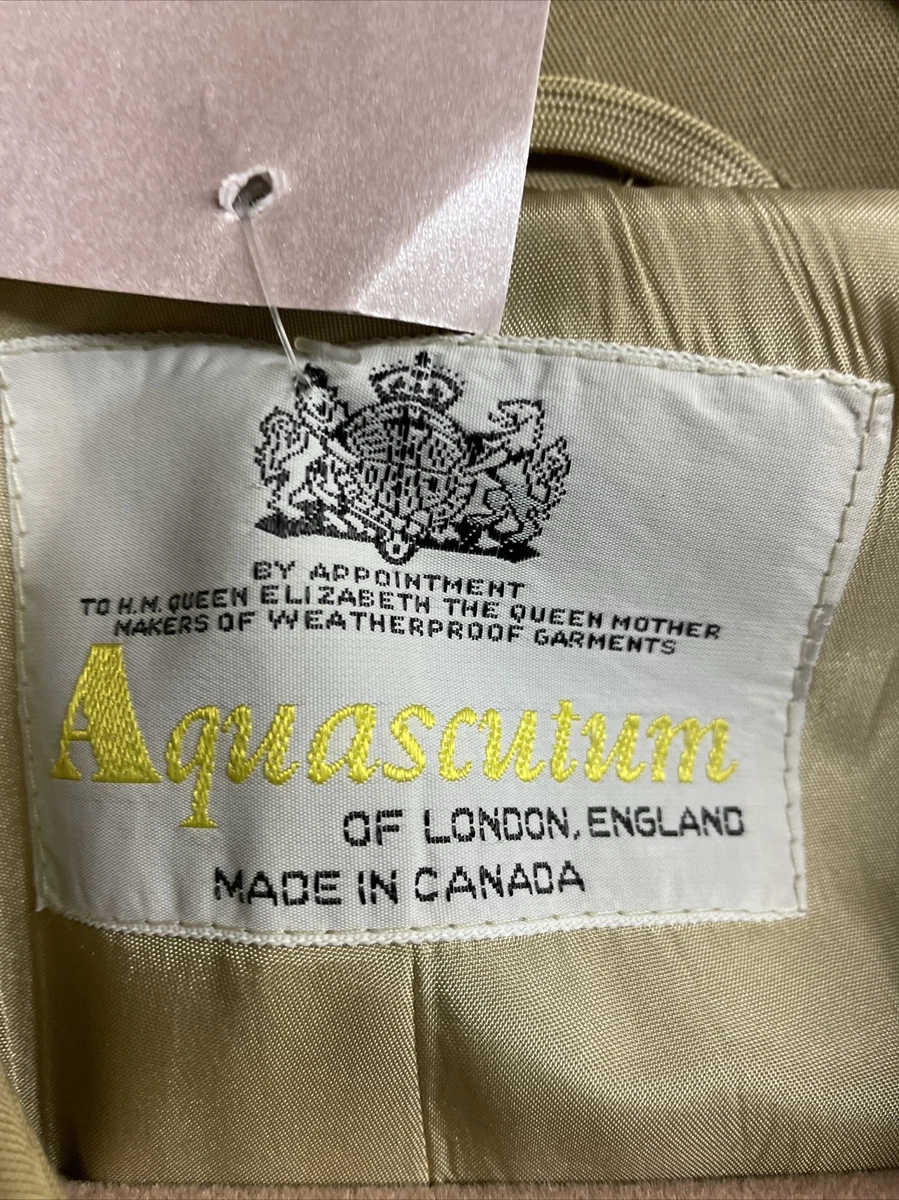 BY APPOINTMENT
TO H.M. QUEEN ELIZABETH THE QUEEN MOTHER
MAKERS OF WEATHERPROOF GARMENTS
Aquascutum
OF LONDON, ENGLAND
MADE IN CANADA